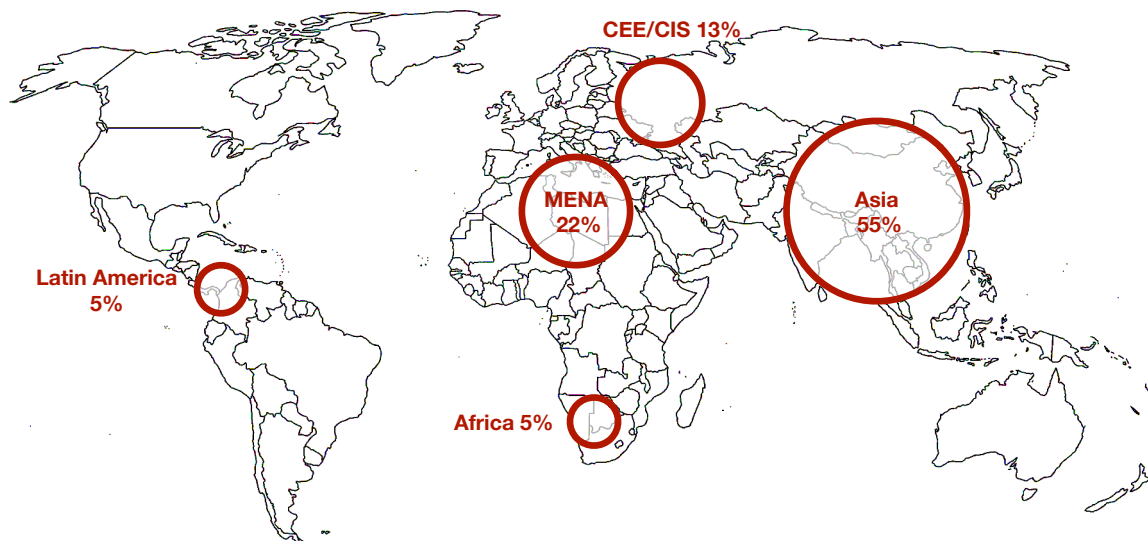 CEE/CIS 13%
MENA
22%
Asia
55%
Latin America
5%
Africa 5%